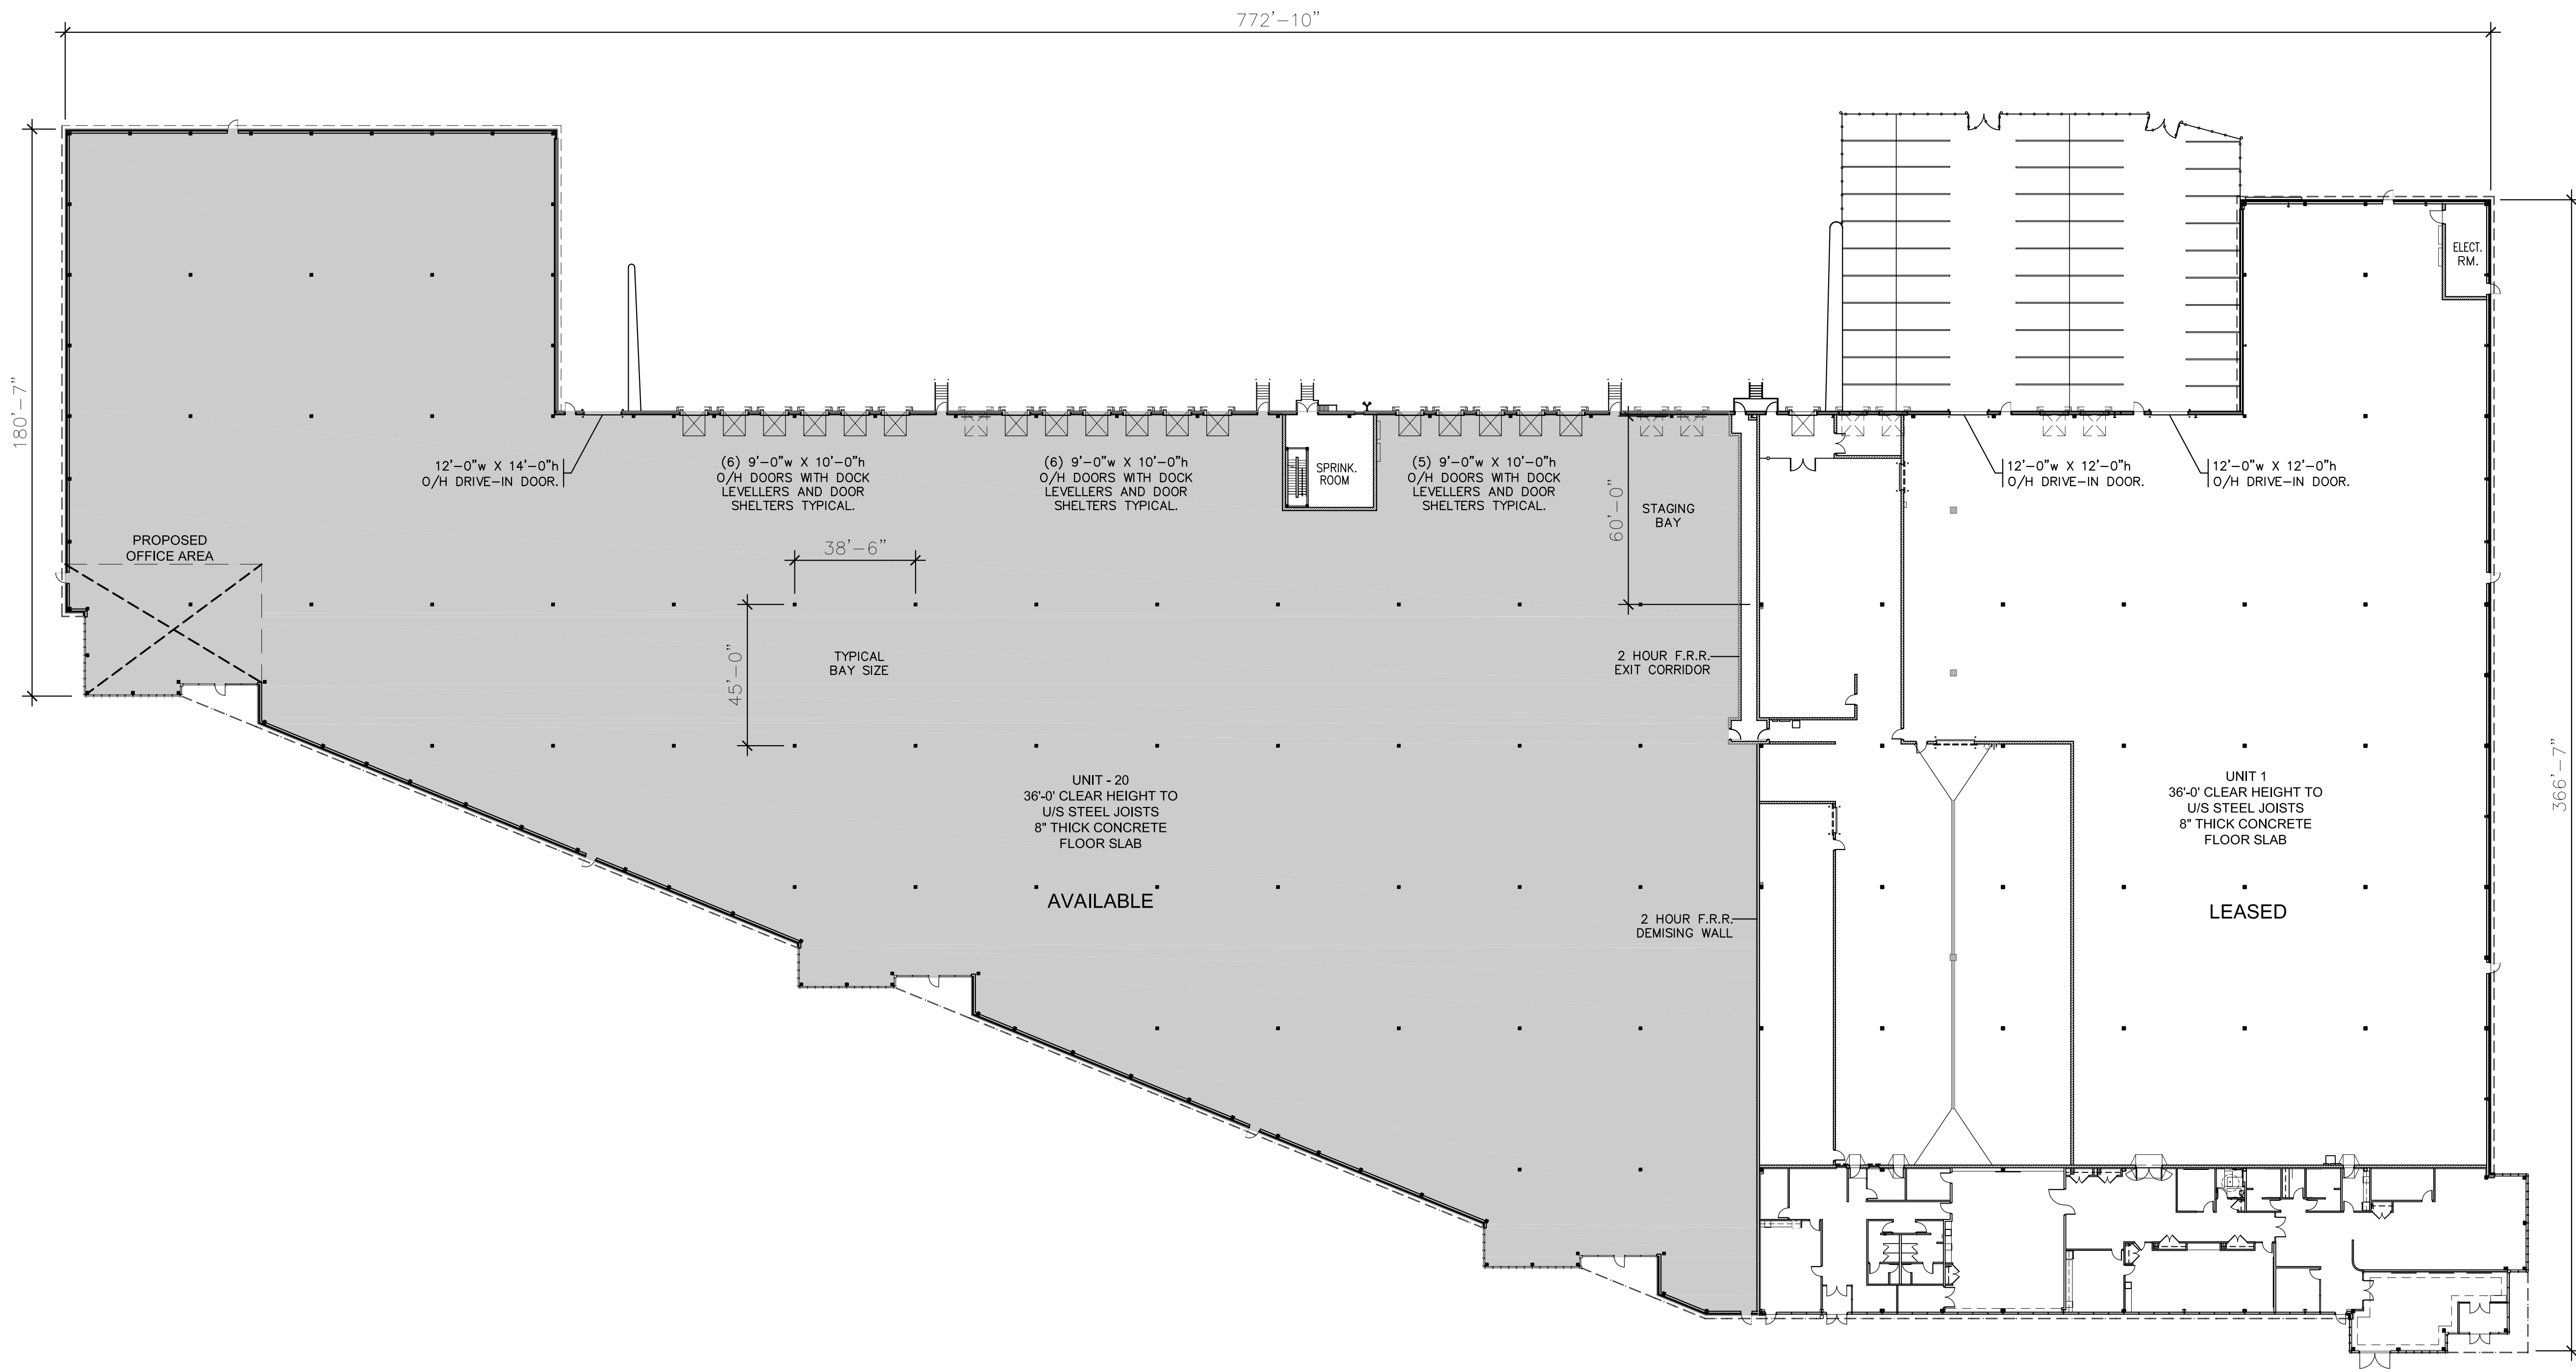 772'-10"
180'-7"
ELECT.
RM.
12'-0"w X 14'-0"h
O/H DRIVE-IN DOOR.
(6) 9'-0"w X 10'-0"h
O/H DOORS WITH DOCK
LEVELLERS AND DOOR
SHELTERS TYPICAL.
(6) 9'-0"w X 10'-0"h
O/H DOORS WITH DOCK
LEVELLERS AND DOOR
SHELTERS TYPICAL.
SPRINK.
ROOM
(5) 9'-0"w X 10'-0"h
O/H DOORS WITH DOCK
LEVELLERS AND DOOR
SHELTERS TYPICAL.
60'-0"
STAGING
BAY
12'-0"w X 12'-0"h
O/H DRIVE-IN DOOR.
12'-0"w X 12'-0"h
O/H DRIVE-IN DOOR.
PROPOSED
OFFICE AREA
38'-6"
45'-0"
TYPICAL
BAY SIZE
2 HOUR F.R.R.
EXIT CORRIDOR
UNIT - 20
36'-0' CLEAR HEIGHT TO
U/S STEEL JOISTS
8" THICK CONCRETE
FLOOR SLAB
AVAILABLE
2 HOUR F.R.R.
DEMISING WALL
UNIT 1
36'-0' CLEAR HEIGHT TO
U/S STEEL JOISTS
8" THICK CONCRETE
FLOOR SLAB
LEASED
366'-7"